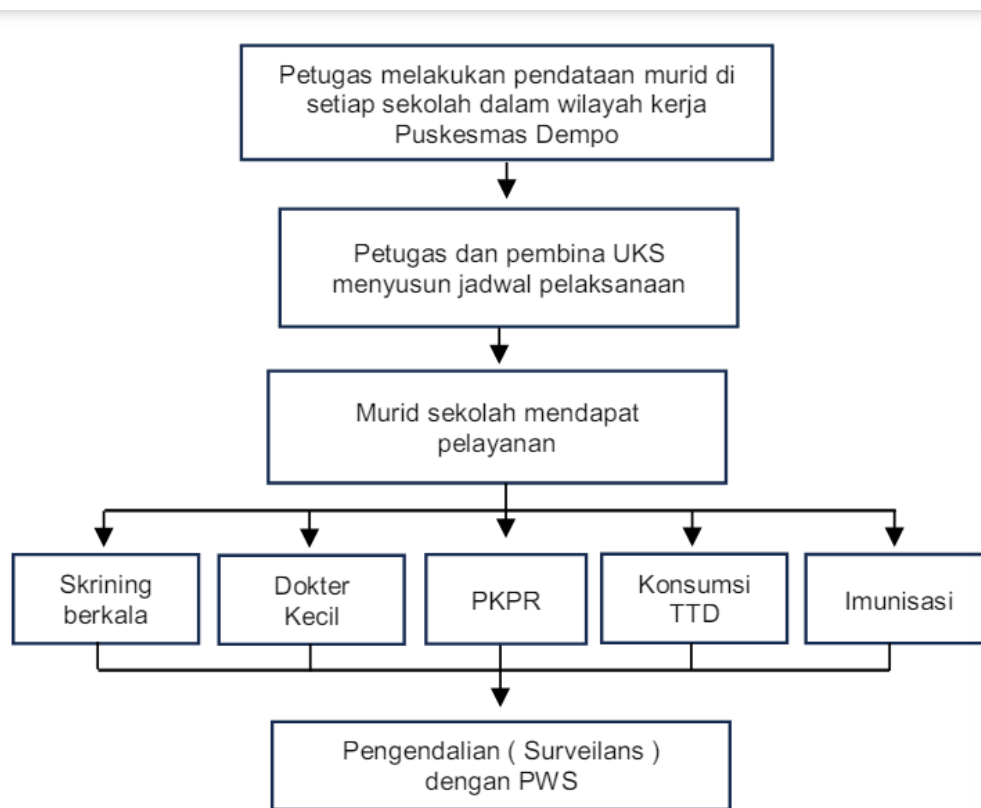 Petugas melakukan pendataan murid di
setiap sekolah dalam wilayah kerja
Puskesmas Dempo
Petugas dan pembina UKS
menyusun jadwal pelaksanaan
Murid sekolah mendapat
pelayanan
Skrining
berkala
Dokter
Kecil
PKPR
Konsumsi
TTD
Imunisasi
Pengendalian ( Surveilans )
dengan PWS